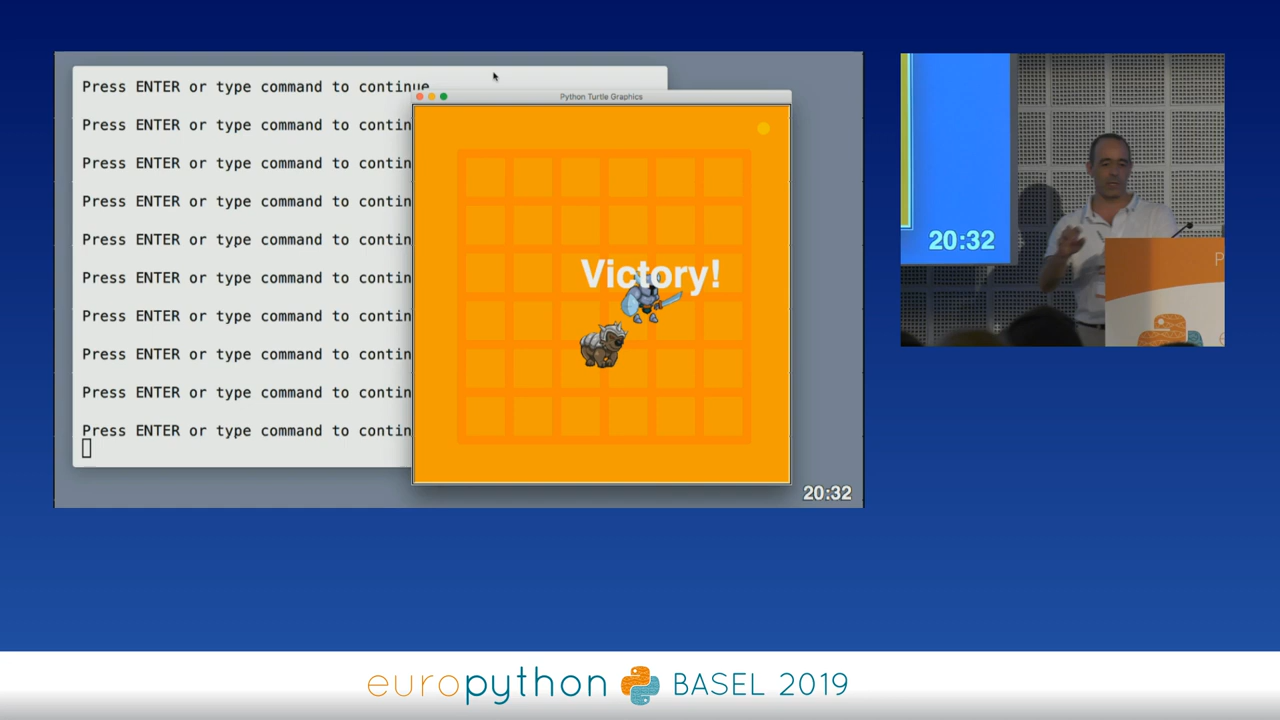 Press ENTER or type command to continue
Python Turtle Graphics
Press ENTER or type command to contin
Press ENTER or type command to contin
Press ENTER or type command to contin
Press ENTER or type command to contin
Press ENTER or type command to contin
Press ENTER or type command to contin
Press ENTER or type command to contin
Press ENTER or type command to contin
Press ENTER or type command to contin
Victory!
20:32
20:32
P
europython BASEL 2019